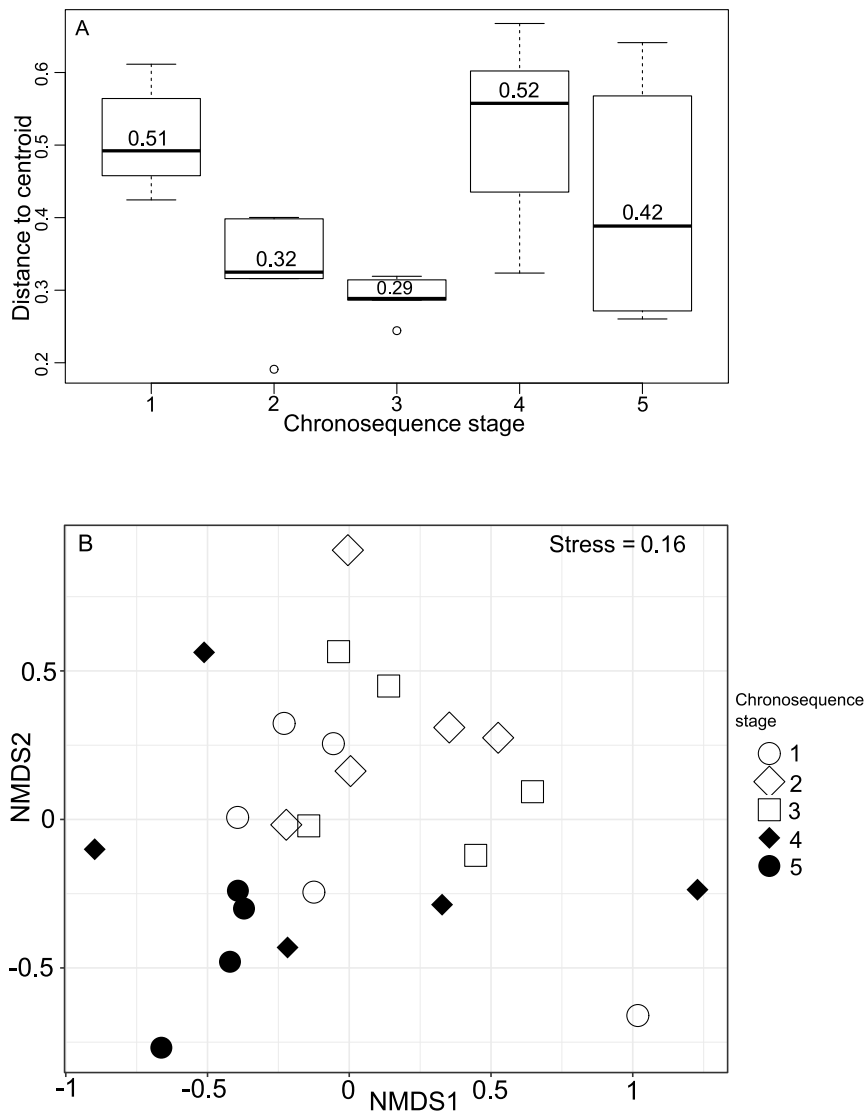 A
0.6
0.5
0.4
0.3
0.2
Distance to centroid
0.51
0.32
0.29
0.52
0.42
1 2 3 4 5
Chronosequence stage
B
Stress = 0.16
0.5
0
-0.5
NMDS2
-1 -0.5 0 0.5 1
NMDS1
Chronosequence
stage
1
2
3
4
5